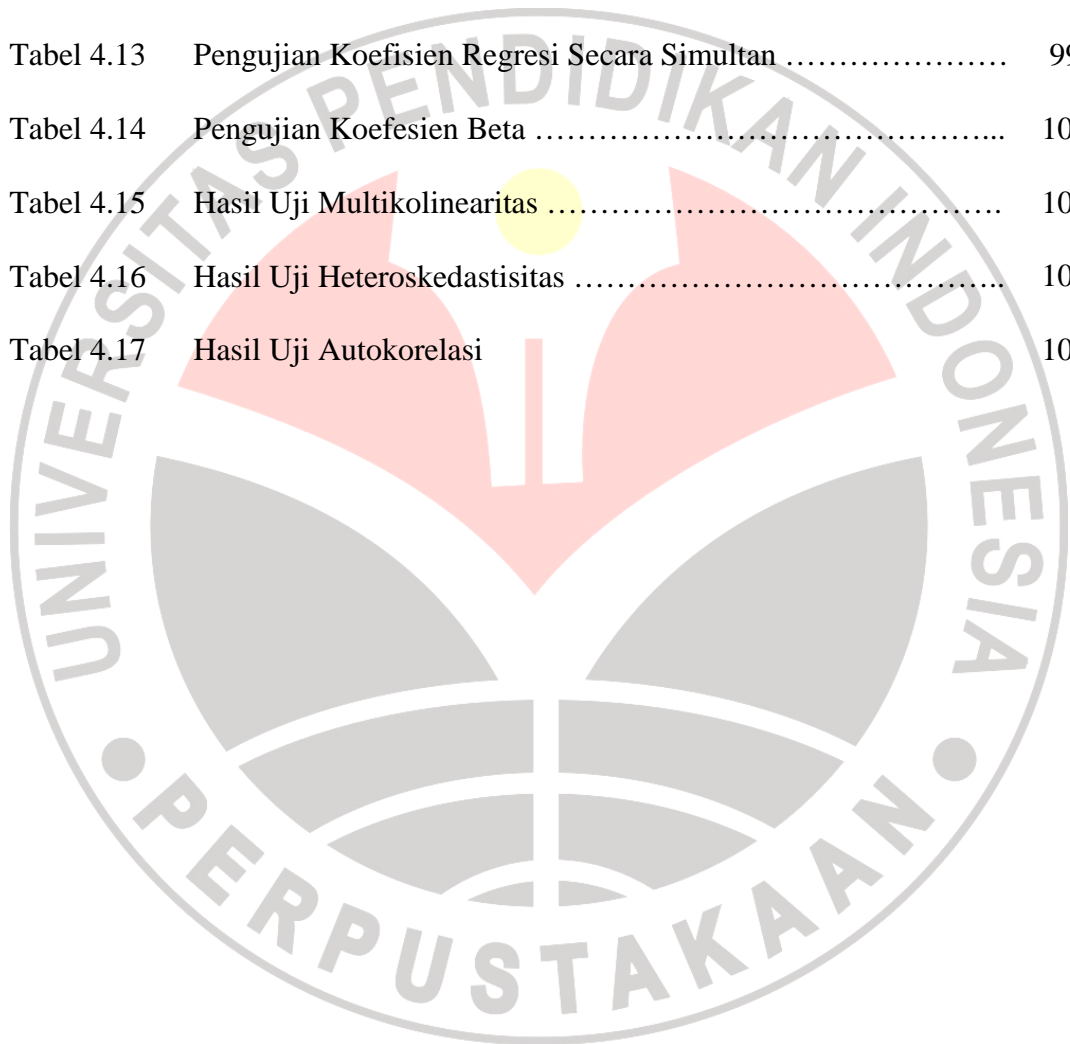 Tabel 4.13 Pengujian Koefisien Regresi Secara Simultan ………………… 99
Tabel 4.14 Pengujian Koefesien Beta …………………………………….... 10
Tabel 4.15 Hasil Uji Multikolinearitas ……………………………………. 10
Tabel 4.16 Hasil Uji Heteroskedastisitas ………………………………….. 10
Tabel 4.17 Hasil Uji Autokorelasi 10
UNIVERSITAS PENDIDIKAN INDONESIA
PERPUSTAKAAN